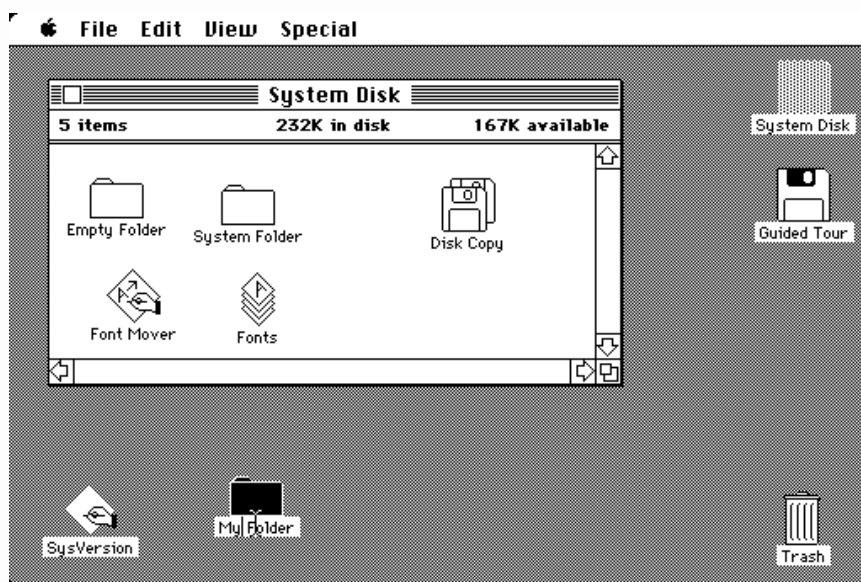 File Edit View Special
System Disk
5 items 232K in disk 167K available
System Disk
Empty Folder System Folder Disk Copy
Guided Tour
Font Mover Fonts
My Folder
SysVersion
Trash